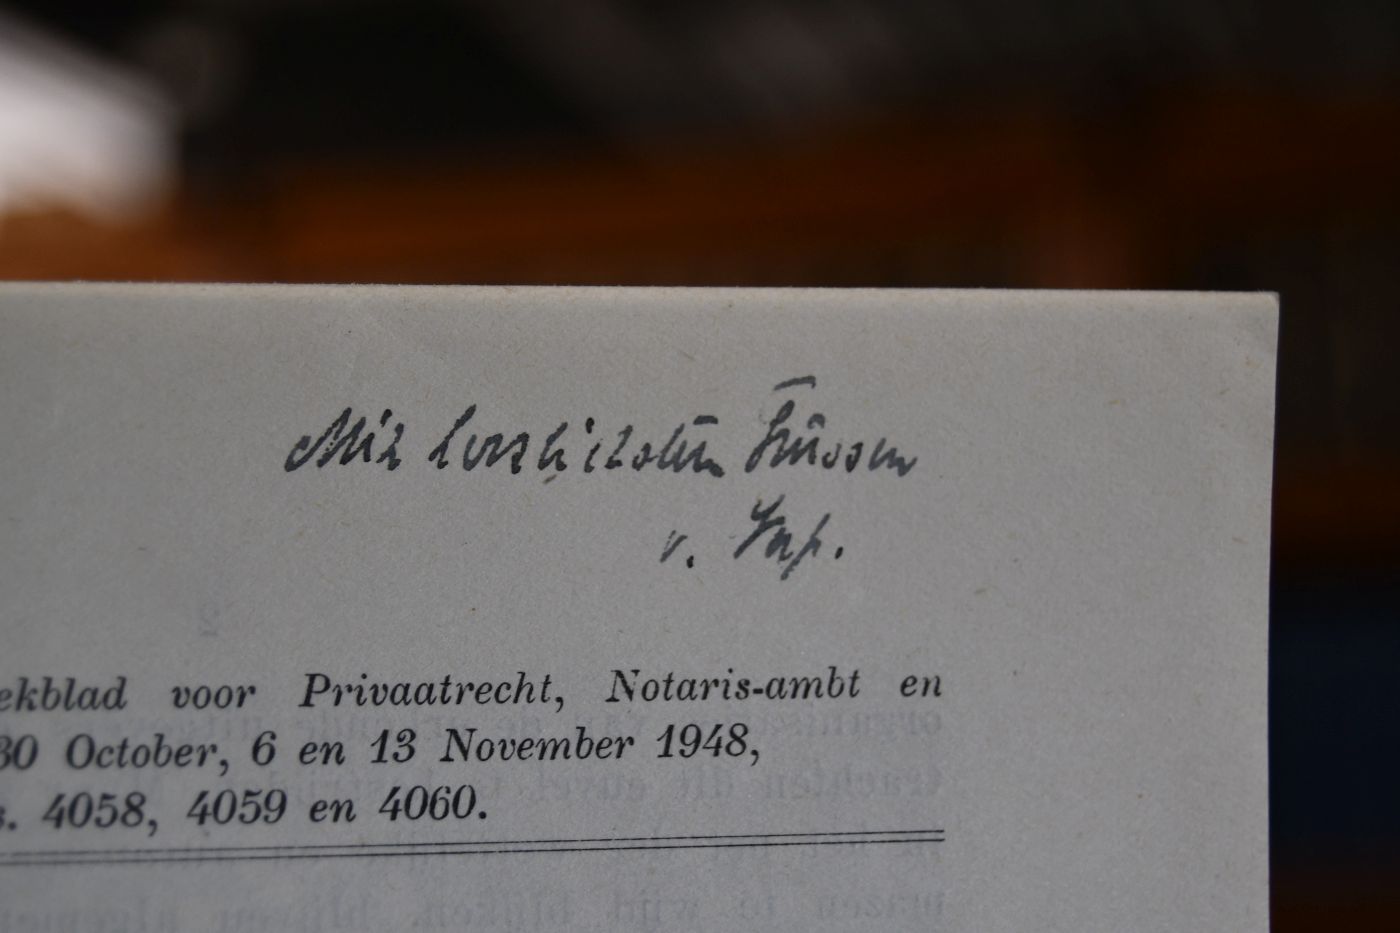 Mit herzlichsten Grüssen
v.
ekblad voor Privaatrecht, Notaris-ambt en
30 October, 6 en 13 November 1948,
s. 4058, 4059 en 4060.